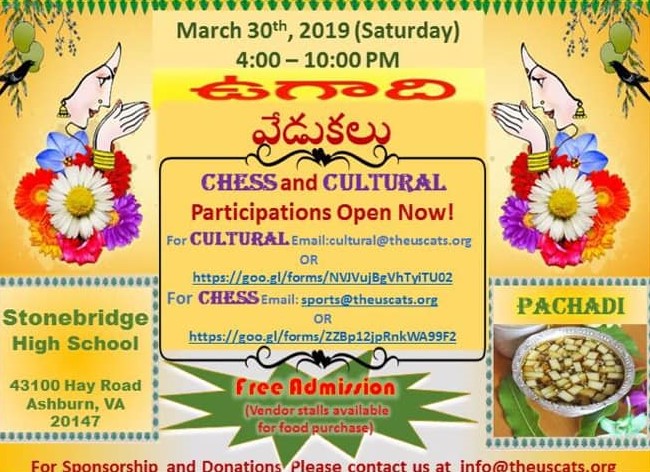 March 30th, 2019 (Saturday)
4:00 – 10:00 PM
ఉగాది
వేడుకలు
CHESS and CULTURAL
Participations Open Now!
For CULTURAL Email:cultural@theuscats.org
OR
https://goo.gl/forms/NVJVujBgVhTyiTU02
For CHESS Email: sports@theuscats.org
OR
https://goo.gl/forms/ZZBp12jpRnkWA99F2
Stonebridge
High School
43100 Hay Road
Ashburn, VA
20147
PACHADI
Free Admission
(Vendor stalls available
for food purchase)
For Sponsorship and Donations Please contact us at info@theuscats.org